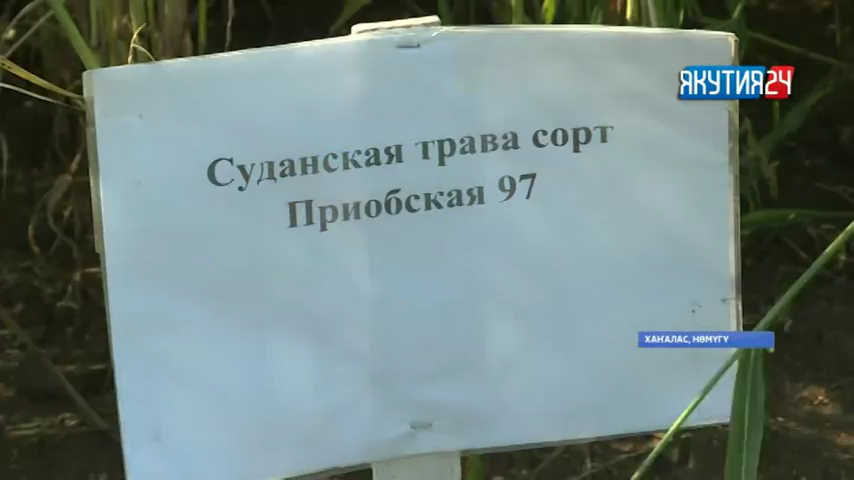 ЯКУТИЯ24
Суданская трава сорт
Приобская 97
ХАНАЛАС, НӨМҮГҮ